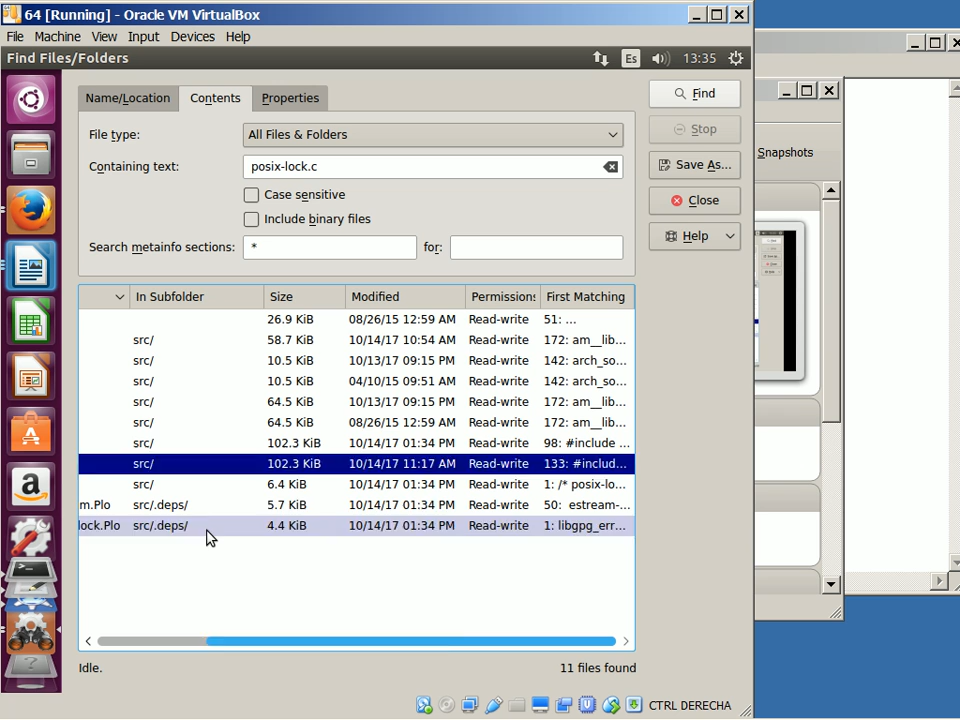 64 [Running] - Oracle VM VirtualBox
File Machine View Input Devices Help
Find Files/Folders Es 13:35
Name/Location Contents Properties
Find
File type: All Files & Folders
Stop
Containing text: posix-lock.c
Save As...
Case sensitive
Close
Include binary files
Help
Search metainfo sections: * for:
Snapshots
In Subfolder Size Modified Permissions First Matching
26.9 KiB 08/26/15 12:59 AM Read-write 51: ...
src/ 58.7 KiB 10/14/17 10:54 AM Read-write 172: am__lib...
src/ 10.5 KiB 10/13/17 09:15 PM Read-write 142: arch_so...
src/ 10.5 KiB 04/10/15 09:51 AM Read-write 142: arch_so...
src/ 64.5 KiB 10/13/17 09:15 PM Read-write 172: am__lib...
src/ 64.5 KiB 08/26/15 12:59 AM Read-write 172: am__lib...
src/ 102.3 KiB 10/14/17 01:34 PM Read-write 98: #include ...
src/ 102.3 KiB 10/14/17 11:17 AM Read-write 133: #includ...
src/ 6.4 KiB 10/14/17 01:34 PM Read-write 1: /* posix-lo...
m.Plo src/.deps/ 5.7 KiB 10/14/17 01:34 PM Read-write 50: estream-...
lock.Plo src/.deps/ 4.4 KiB 10/14/17 01:34 PM Read-write 1: libgpg_err...
Idle. 11 files found
CTRL DERECHA